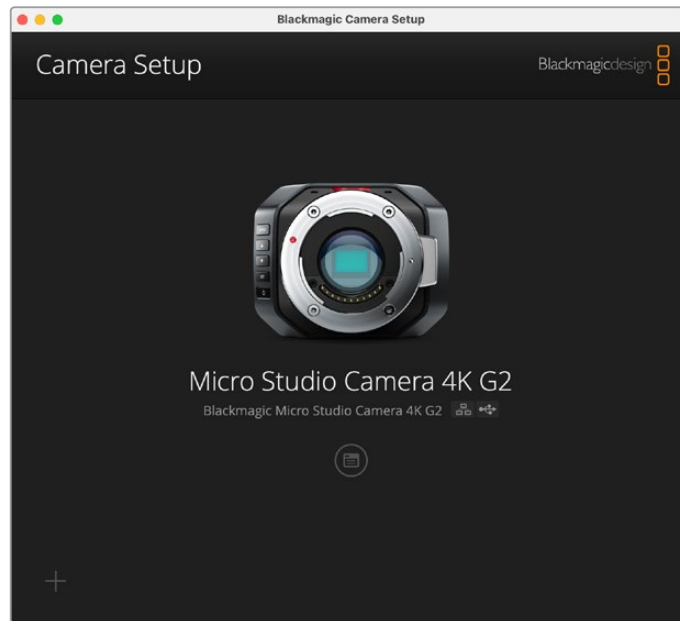 Blackmagic Camera Setup
Camera Setup
Blackmagicdesign
Micro Studio Camera 4K G2
Blackmagic Micro Studio Camera 4K G2